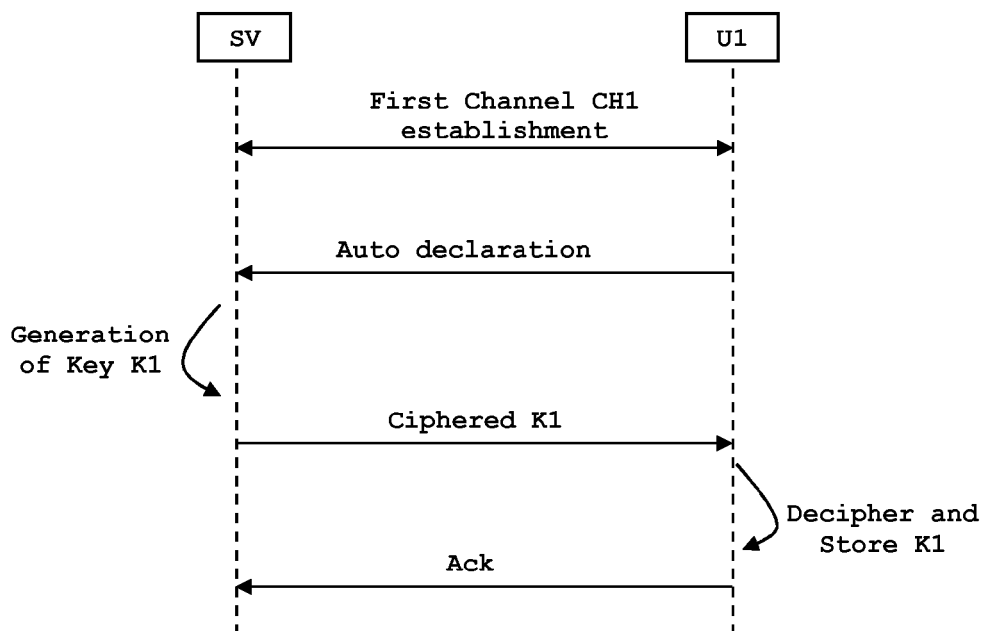 SV
U1
First Channel CH1
establishment
Auto declaration
Generation
of Key K1
Ciphered K1
Decipher and
Store K1
Ack